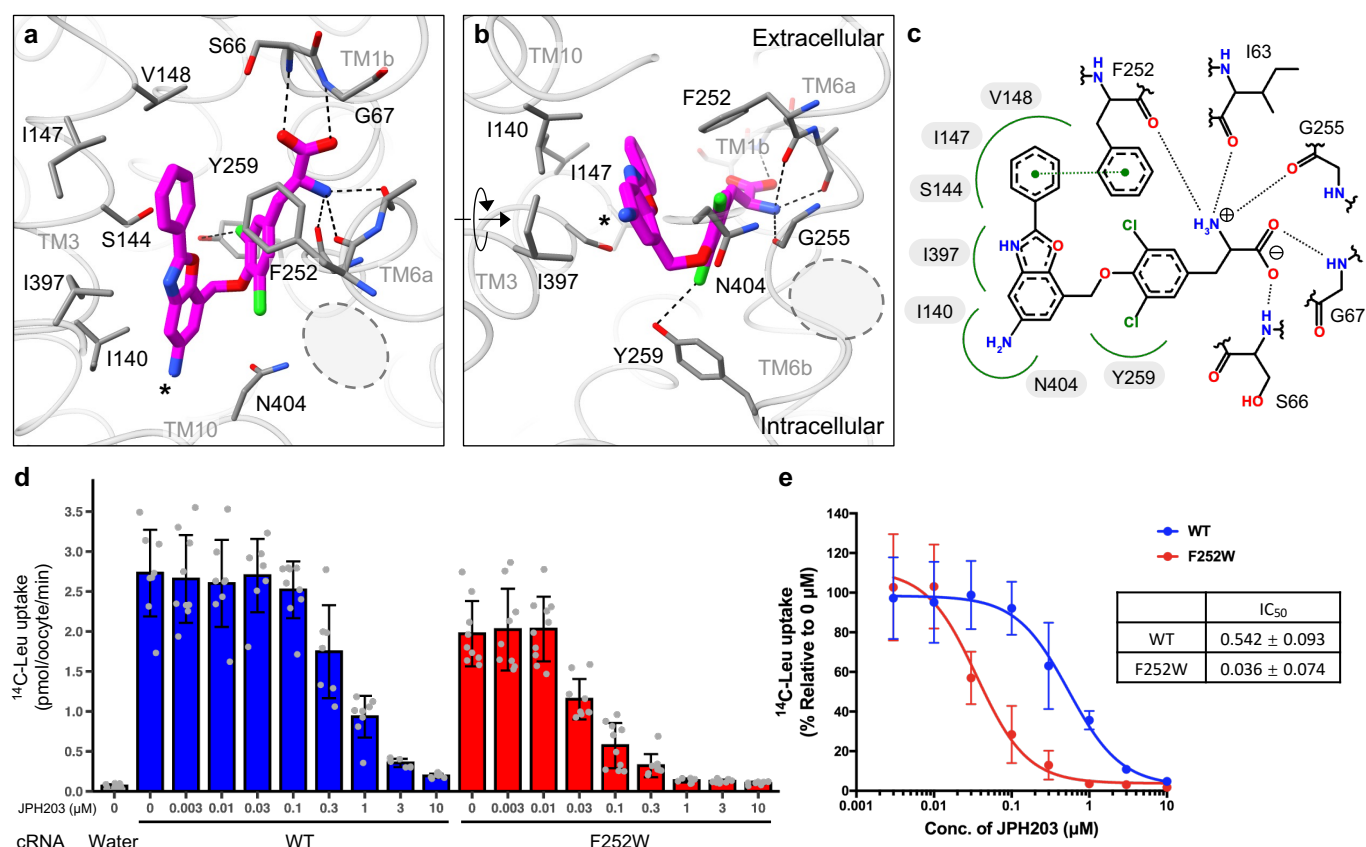 a
S66
TM1b
V148
G67
I147
Y259
S144
TM3
F252
TM6a
I397
I140
N404
*
TM10
b
Extracellular
TM10
F252
TM6a
I140
TM1b
I147
*
G255
TM3
I397
N404
Y259
TM6b
Intracellular
c
I63
F252
V148
G255
I147
S144
I397
I140
N404
Y259
G67
S66
H
N
O
H
N
O
O
N
H
NH
O
H₃N
⊕
O
⊖
O
Cl
O
Cl
H₂N
H
N
O
H
N
O
HO
d
¹⁴C-Leu uptake
(pmol/oocyte/min)
3.5
3.0
2.5
2.0
1.5
1.0
0.5
0.0
JPH203 (µM) 0 0 0.003 0.01 0.03 0.1 0.3 1 3 10 0 0.003 0.01 0.03 0.1 0.3 1 3 10
cRNA Water WT F252W
e
¹⁴C-Leu uptake
(% Relative to 0 µM)
140
120
100
80
60
40
20
0
0.001 0.01 0.1 1 10
Conc. of JPH203 (µM)
WT
F252W
IC₅₀
WT 0.542 ± 0.093
F252W 0.036 ± 0.074